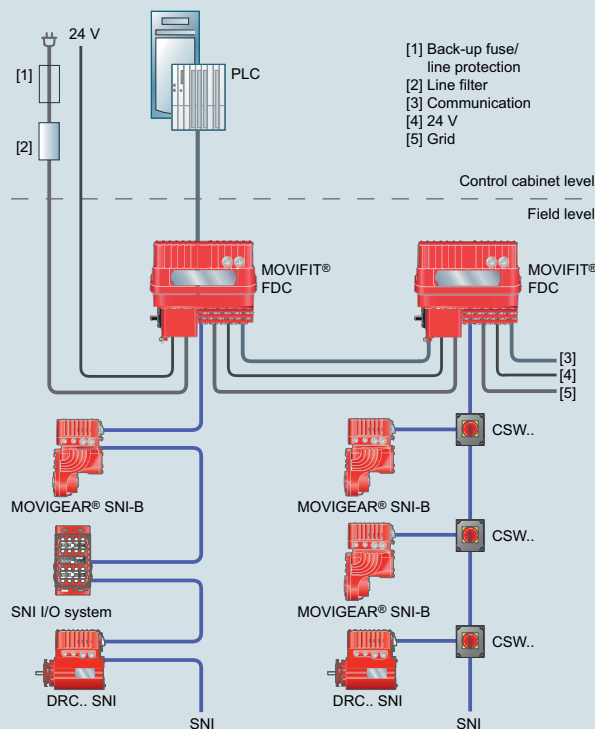 24 V
[1]
[2]
PLC
[1] Back-up fuse/
line protection
[2] Line filter
[3] Communication
[4] 24 V
[5] Grid
Control cabinet level
Field level
MOVIFIT®
FDC
MOVIFIT®
FDC
[3]
[4]
[5]
MOVIGEAR® SNI-B
SNI I/O system
DRC.. SNI
SNI
CSW..
MOVIGEAR® SNI-B
CSW..
MOVIGEAR® SNI-B
CSW..
DRC.. SNI
SNI